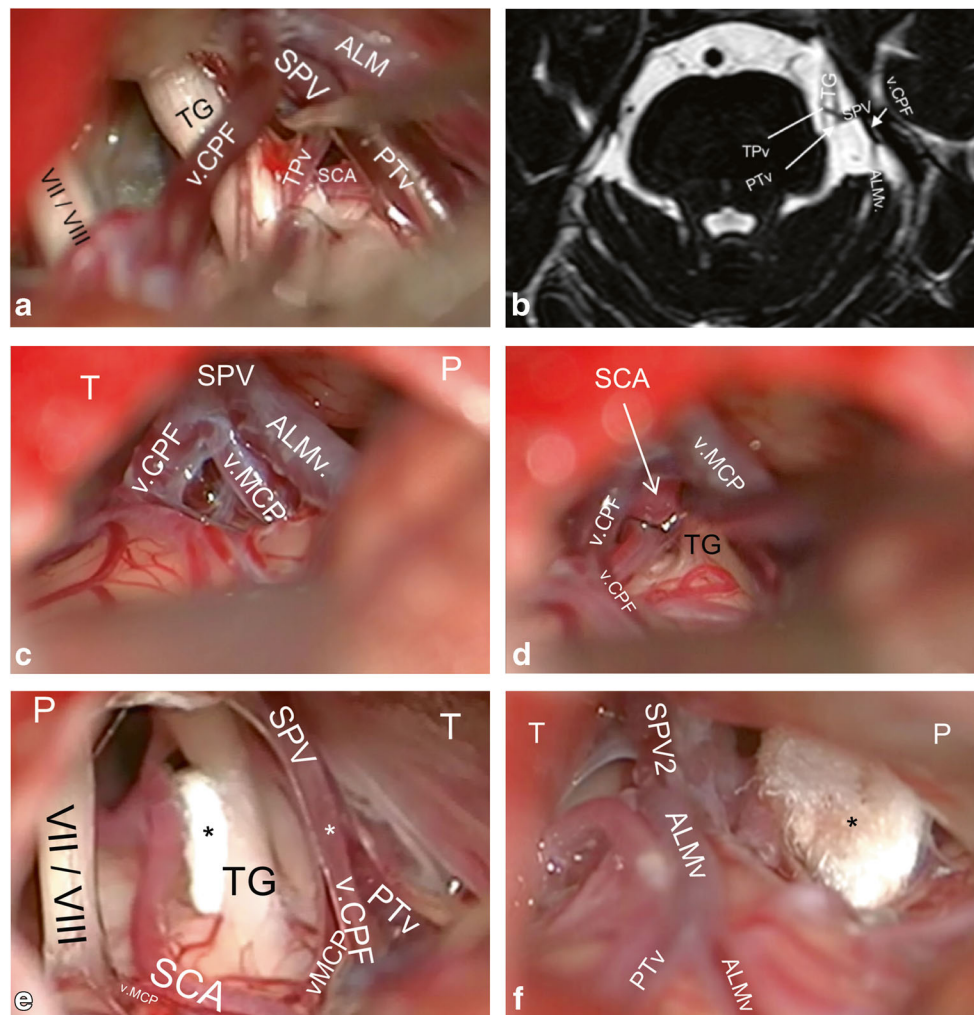 ALM
SPV
TG
v.CPF
TPv
SCA
PTv
VII / VIII
a
TG
SPV
v.CPF
TPv
PTv
ALMv.
b
T
SPV
P
v.CPF
v.MCP
ALMv.
c
SCA
v.MCP
v.CPF
TG
v.CPF
d
P
SPV
T
*
*
VII / VIII
TG
PTv
v.CPF
vMCP
SCA
v.MCP
e
T
SPV2
P
*
ALMv
PTv
ALMv
f